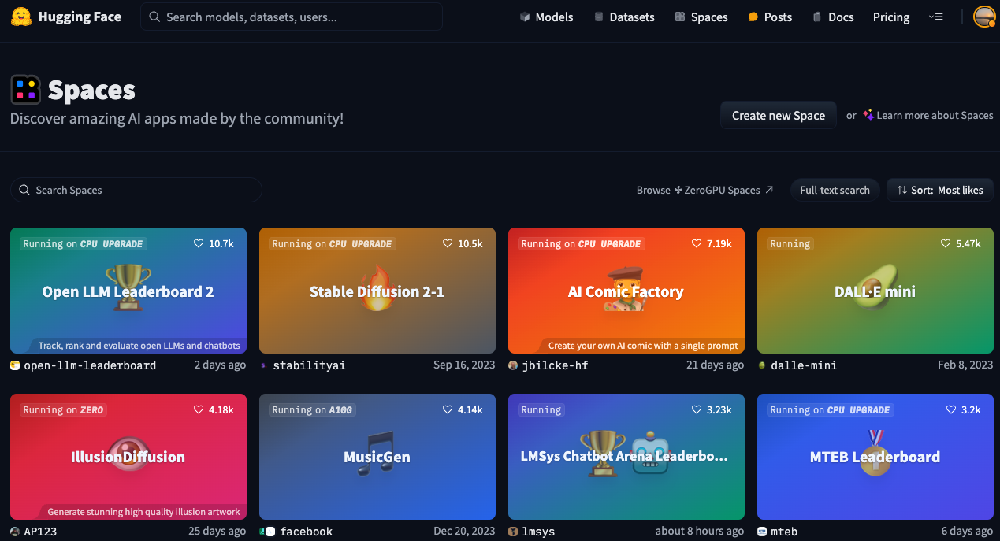 Hugging Face
Search models, datasets, users...
Models
Datasets
Spaces
Posts
Docs
Pricing
Spaces
Discover amazing AI apps made by the community!
Create new Space
or
Learn more about Spaces
Search Spaces
Browse ZeroGPU Spaces
Full-text search
Sort: Most likes
Running on CPU UPGRADE
10.7k
Open LLM Leaderboard 2
Track, rank and evaluate open LLMs and chatbots
open-llm-leaderboard
2 days ago
Running on CPU UPGRADE
10.5k
Stable Diffusion 2-1
stabilityai
Sep 16, 2023
Running on CPU UPGRADE
7.19k
AI Comic Factory
Create your own AI comic with a single prompt
jbilcke-hf
21 days ago
Running
5.47k
DALL·E mini
dalle-mini
Feb 8, 2023
Running on ZERO
4.18k
IllusionDiffusion
Generate stunning high quality illusion artwork
AP123
25 days ago
Running on A10G
4.14k
MusicGen
facebook
Dec 20, 2023
Running
3.23k
LMSys Chatbot Arena Leaderbo...
lmsys
about 8 hours ago
Running on CPU UPGRADE
3.2k
MTEB Leaderboard
mteb
6 days ago